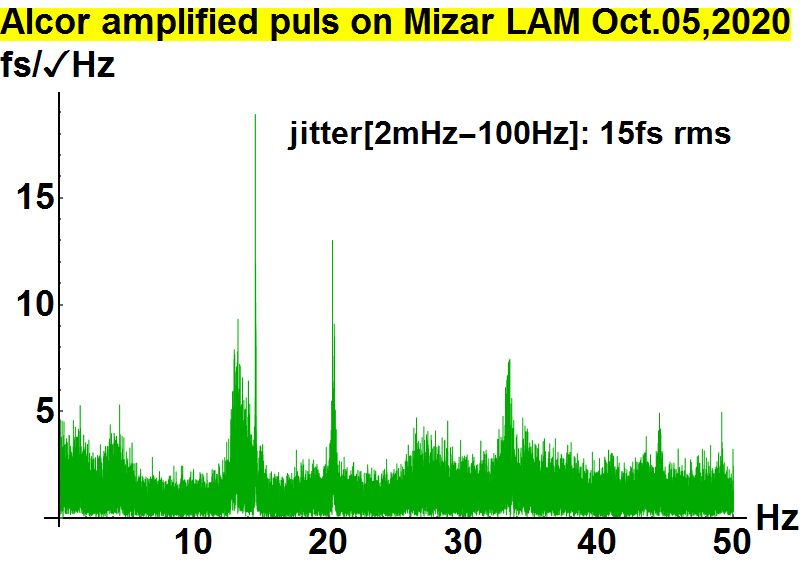 Alcor amplified puls on Mizar LAM Oct.05,2020
fs/✓Hz
jitter[2mHz–100Hz]: 15fs rms
15
10
5
Hz
10 20 30 40 50